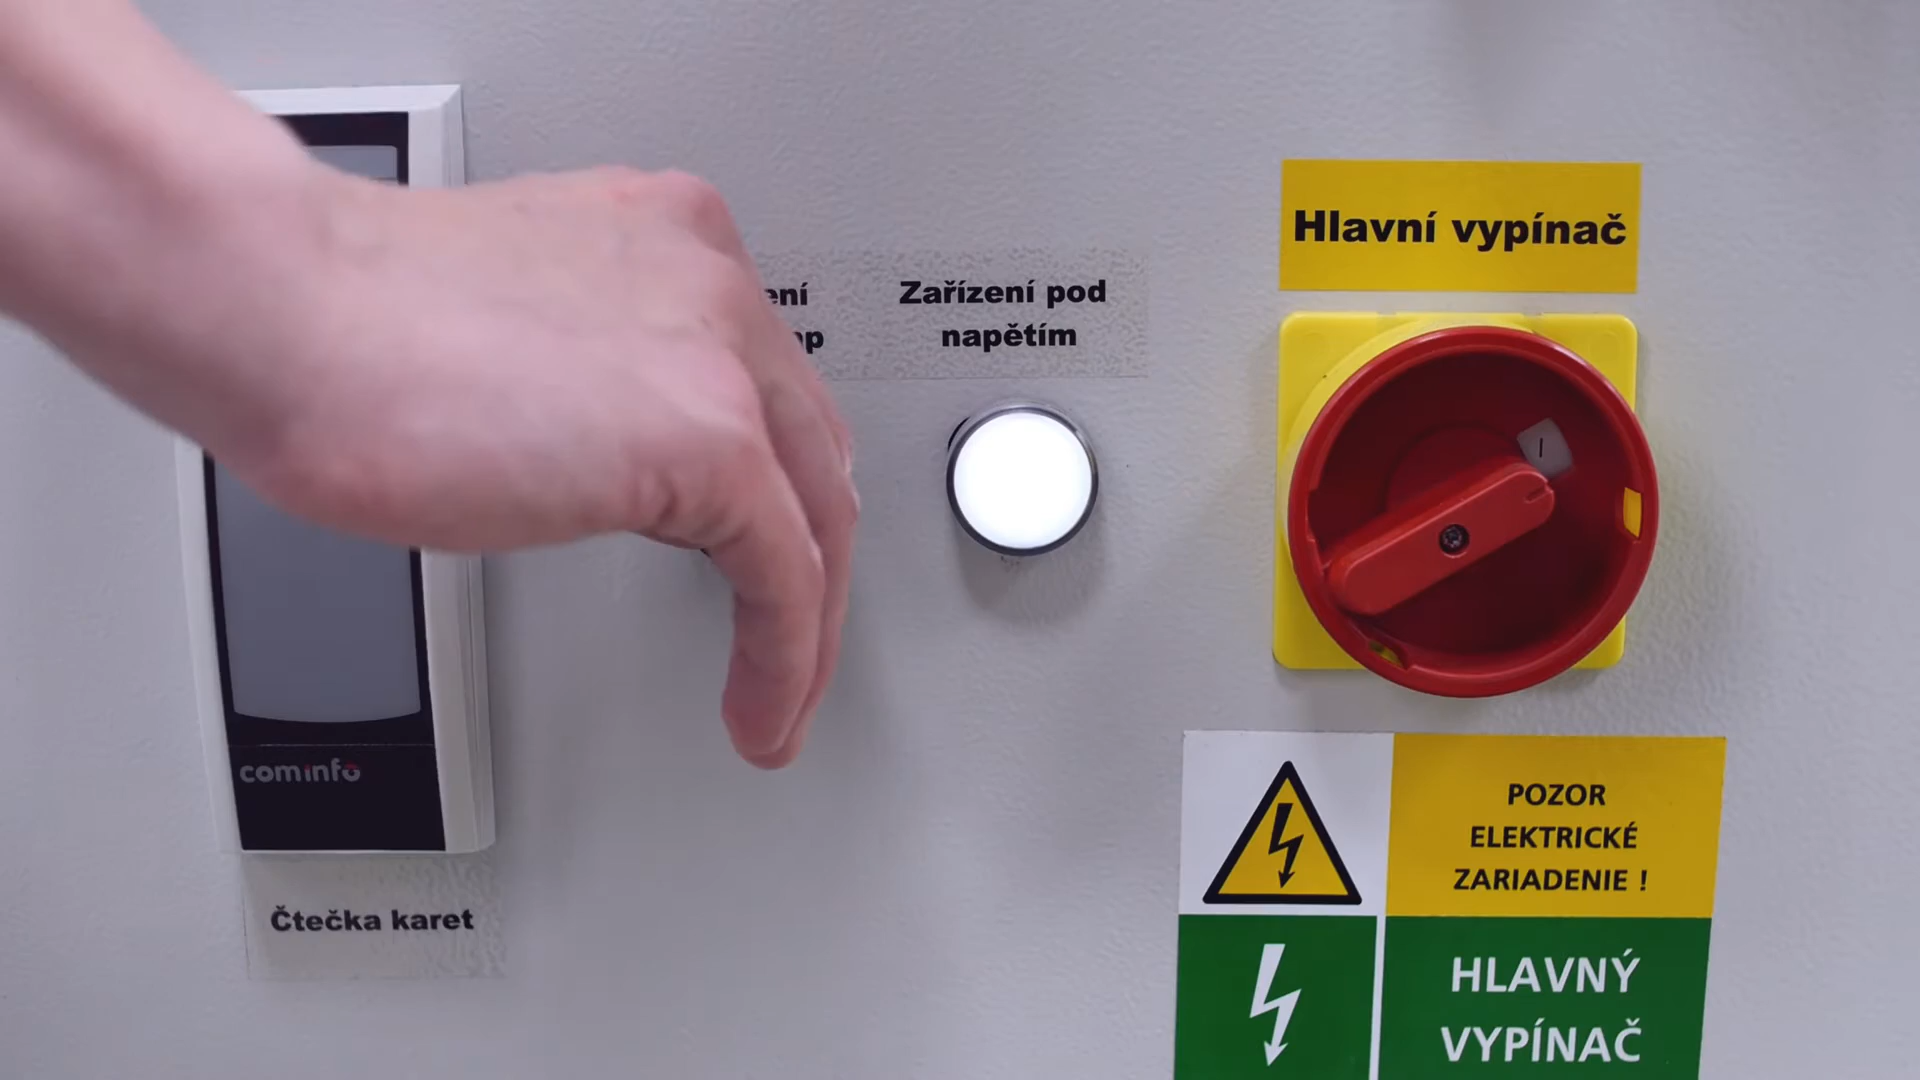 Hlavní vypínač
Zařízení pod
napětím
I
cominfo
Čtečka karet
POZOR
ELEKTRICKÉ
ZARIADENIE !
HLAVNÝ
VYPÍNAČ